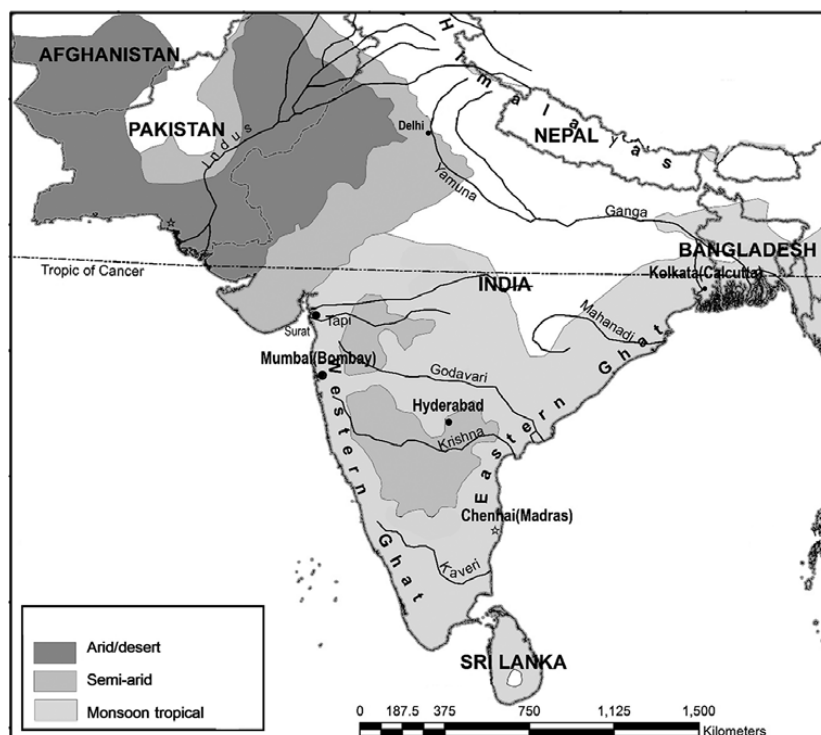 AFGHANISTAN
Himalayas
PAKISTAN
Indus
Delhi
NEPAL
Yamuna
Ganga
BANGLADESH
Tropic of Cancer
INDIA
Kolkata(Calcutta)
Surat
Tapi
Mahanadi
Mumbai(Bombay)
Godavari
Western Ghat
Eastern Ghat
Hyderabad
Krishna
Chennai(Madras)
Kaveri
SRI LANKA
Arid/desert
Semi-arid
Monsoon tropical
0 187.5 375 750 1,125 1,500
Kilometers